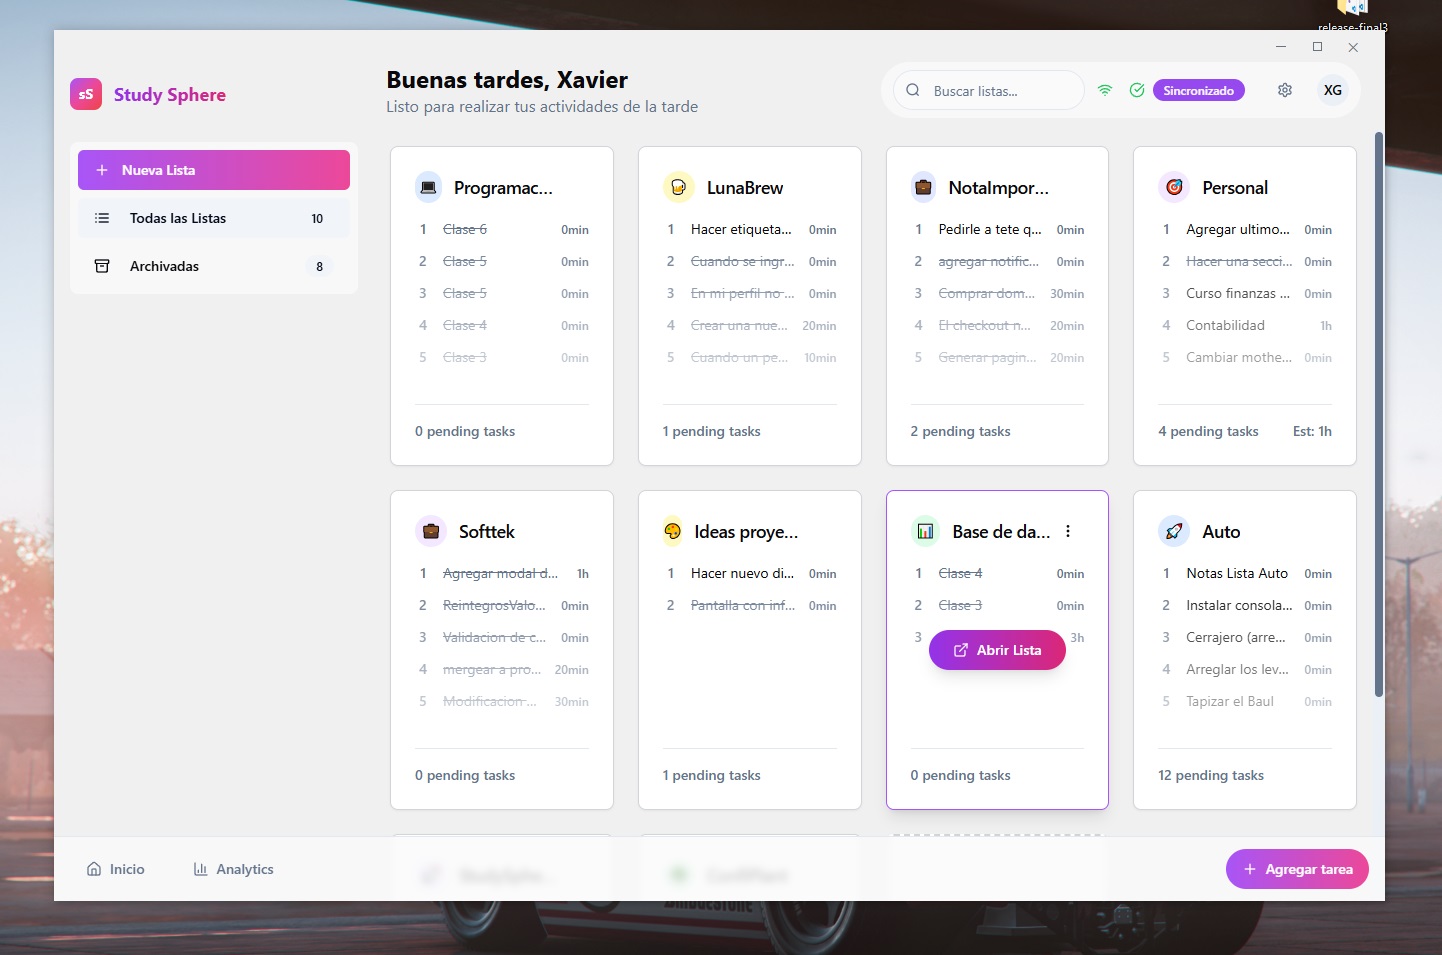 release-final3
sS Study Sphere
Buenas tardes, Xavier
Listo para realizar tus actividades de la tarde
Buscar listas...
Sincronizado
XG
Nueva Lista
Todas las Listas 10
Archivadas 8
Programac...
1 Clase 6 0min
2 Clase 5 0min
3 Clase 5 0min
4 Clase 4 0min
5 Clase 3 0min
0 pending tasks
LunaBrew
1 Hacer etiqueta... 0min
2 Cuando se ingr... 0min
3 En mi perfil no ... 0min
4 Crear una nue... 20min
5 Cuando un pe... 10min
1 pending tasks
NotaImpor...
1 Pedirle a tete q... 0min
2 agregar notific... 0min
3 Comprar dom... 30min
4 El checkout n... 20min
5 Generar pagin... 20min
2 pending tasks
Personal
1 Agregar ultimo... 0min
2 Hacer una secci... 0min
3 Curso finanzas ... 0min
4 Contabilidad 1h
5 Cambiar mothe... 0min
4 pending tasks Est: 1h
Softtek
1 Agregar modal d... 1h
2 ReintegrosValo... 0min
3 Validacion de c... 0min
4 mergear a pro... 20min
5 Modificacion ... 30min
0 pending tasks
Ideas proye...
1 Hacer nuevo di... 0min
2 Pantalla con inf... 0min
1 pending tasks
Base de da...
1 Clase 4 0min
2 Clase 3 0min
3 3h
Abrir Lista
0 pending tasks
Auto
1 Notas Lista Auto 0min
2 Instalar consola... 0min
3 Cerrajero (arre... 0min
4 Arreglar los lev... 0min
5 Tapizar el Baul 0min
12 pending tasks
StudySphe...
Inicio
Analytics
Agregar tarea